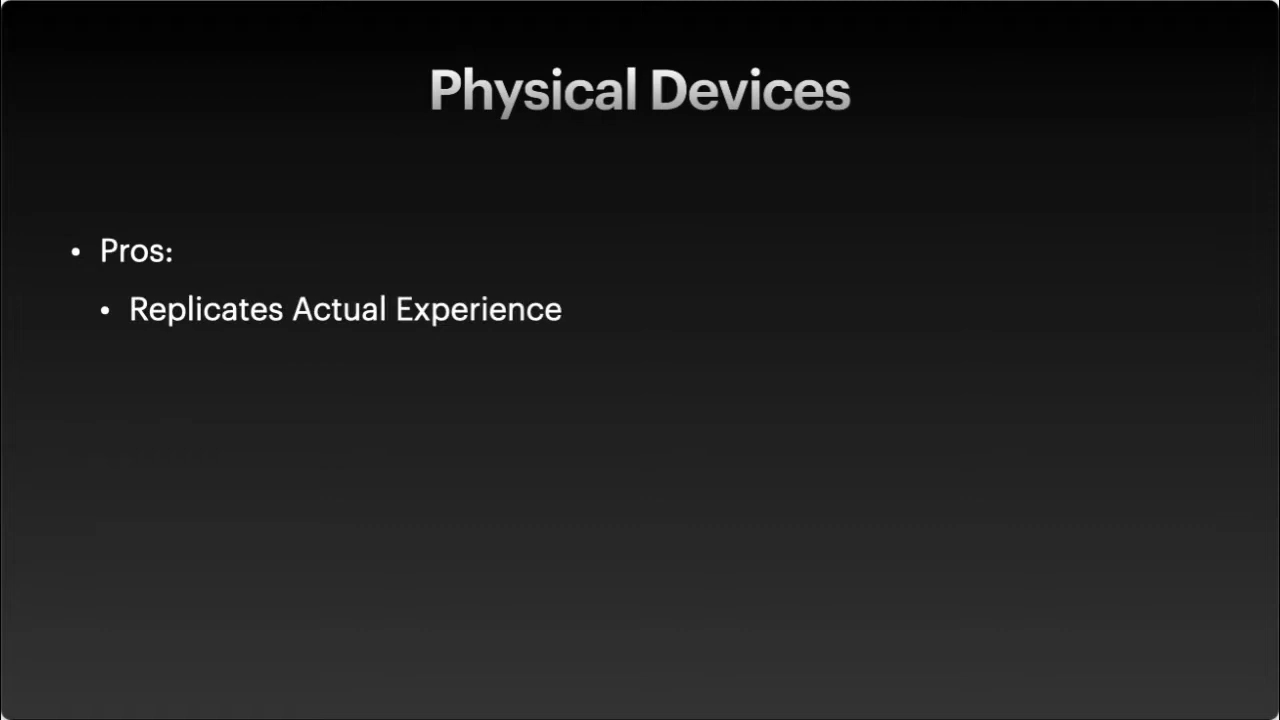 Physical Devices
• Pros:
• Replicates Actual Experience